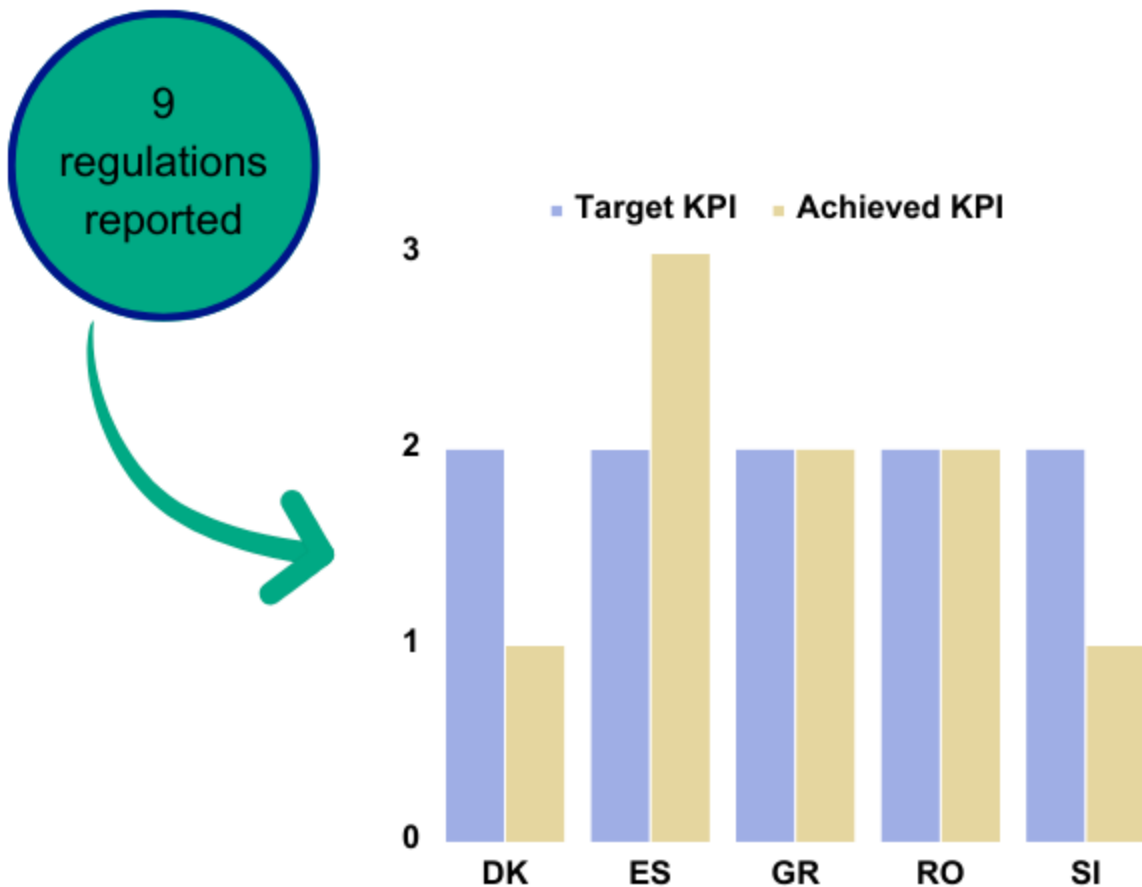 9
regulations
reported
Target KPI Achieved KPI
3
2
1
0
DK ES GR RO SI